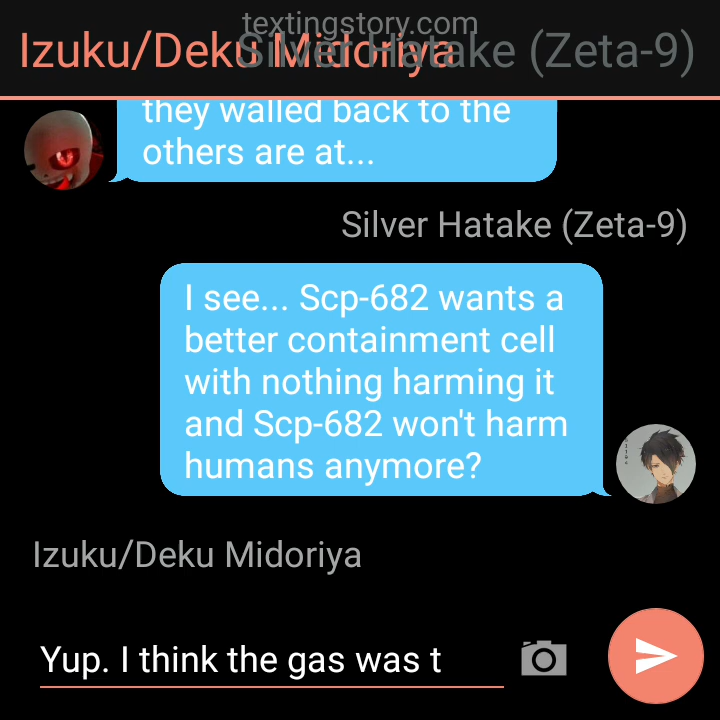 textingstory.com
Izuku/Deku Midoriya Silver Hatake (Zeta-9)
they walled back to the
others are at...
Silver Hatake (Zeta-9)
I see... Scp-682 wants a
better containment cell
with nothing harming it
and Scp-682 won't harm
humans anymore?
Izuku/Deku Midoriya
Yup. I think the gas was t